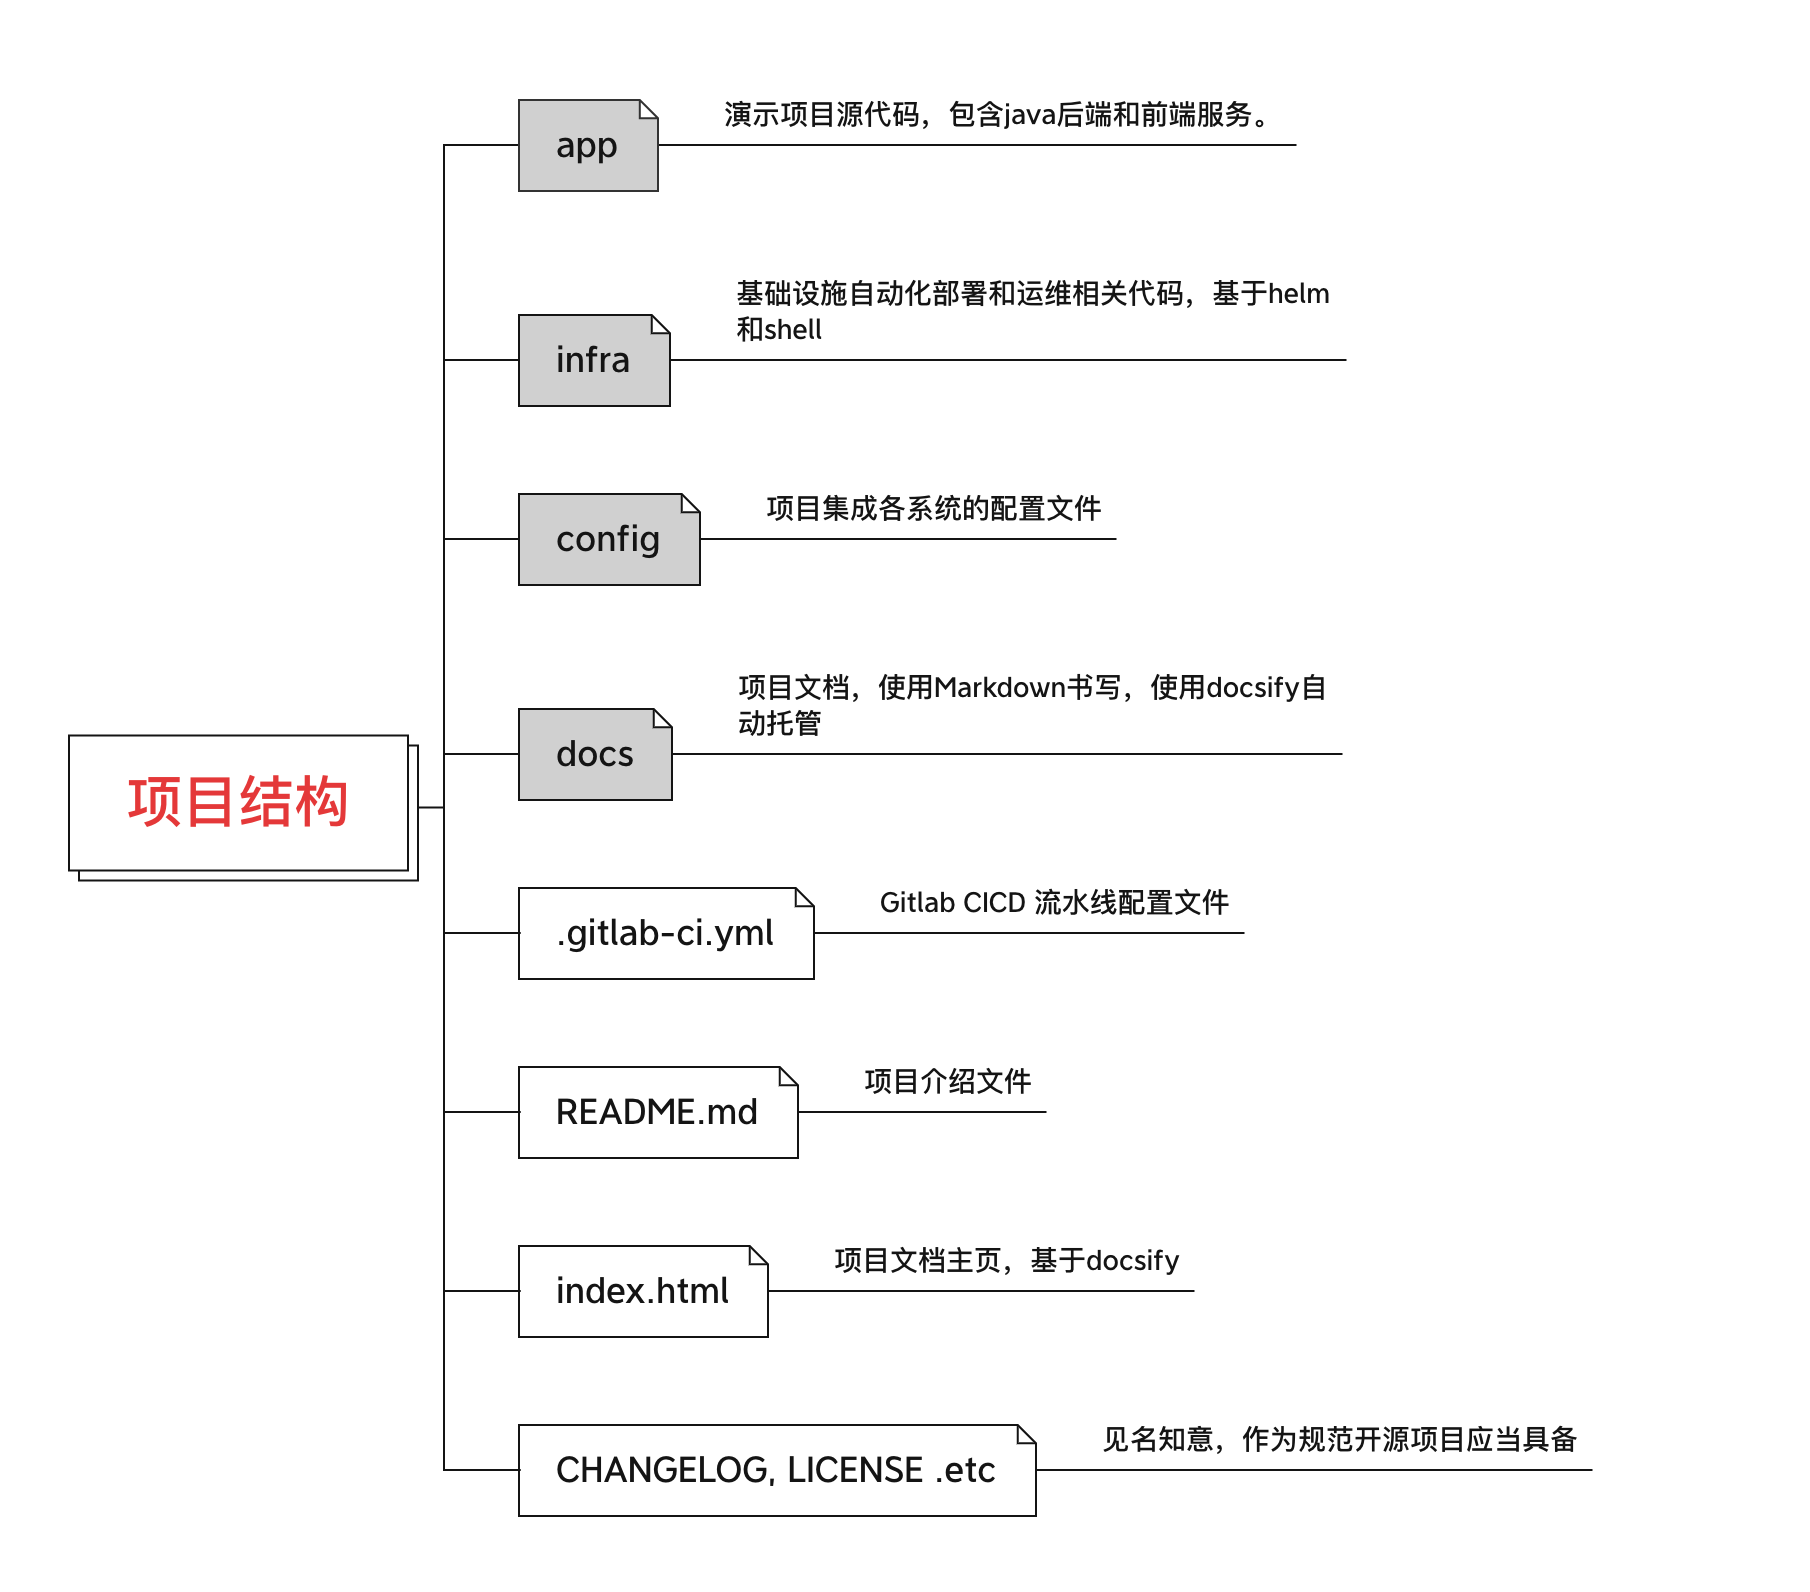 演示项目源代码，包含java后端和前端服务。
app
基础设施自动化部署和运维相关代码，基于helm
和shell
infra
项目集成各系统的配置文件
config
项目文档，使用Markdown书写，使用docsify自
动托管
docs
项目结构
Gitlab CICD 流水线配置文件
.gitlab-ci.yml
项目介绍文件
README.md
项目文档主页，基于docsify
index.html
见名知意，作为规范开源项目应当具备
CHANGELOG, LICENSE .etc